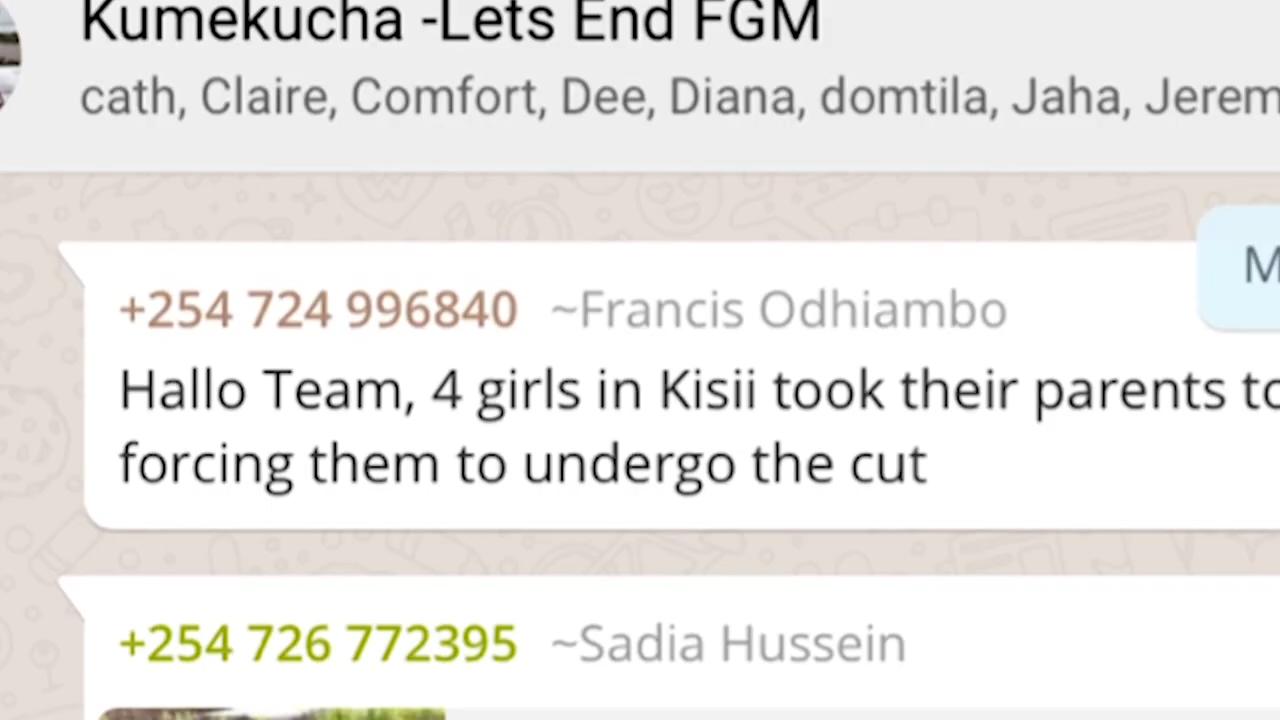 Kumekucha -Lets End FGM
cath, Claire, Comfort, Dee, Diana, domtila, Jaha, Jerem
M
+254 724 996840 ~Francis Odhiambo
Hallo Team, 4 girls in Kisii took their parents to
forcing them to undergo the cut
+254 726 772395 ~Sadia Hussein